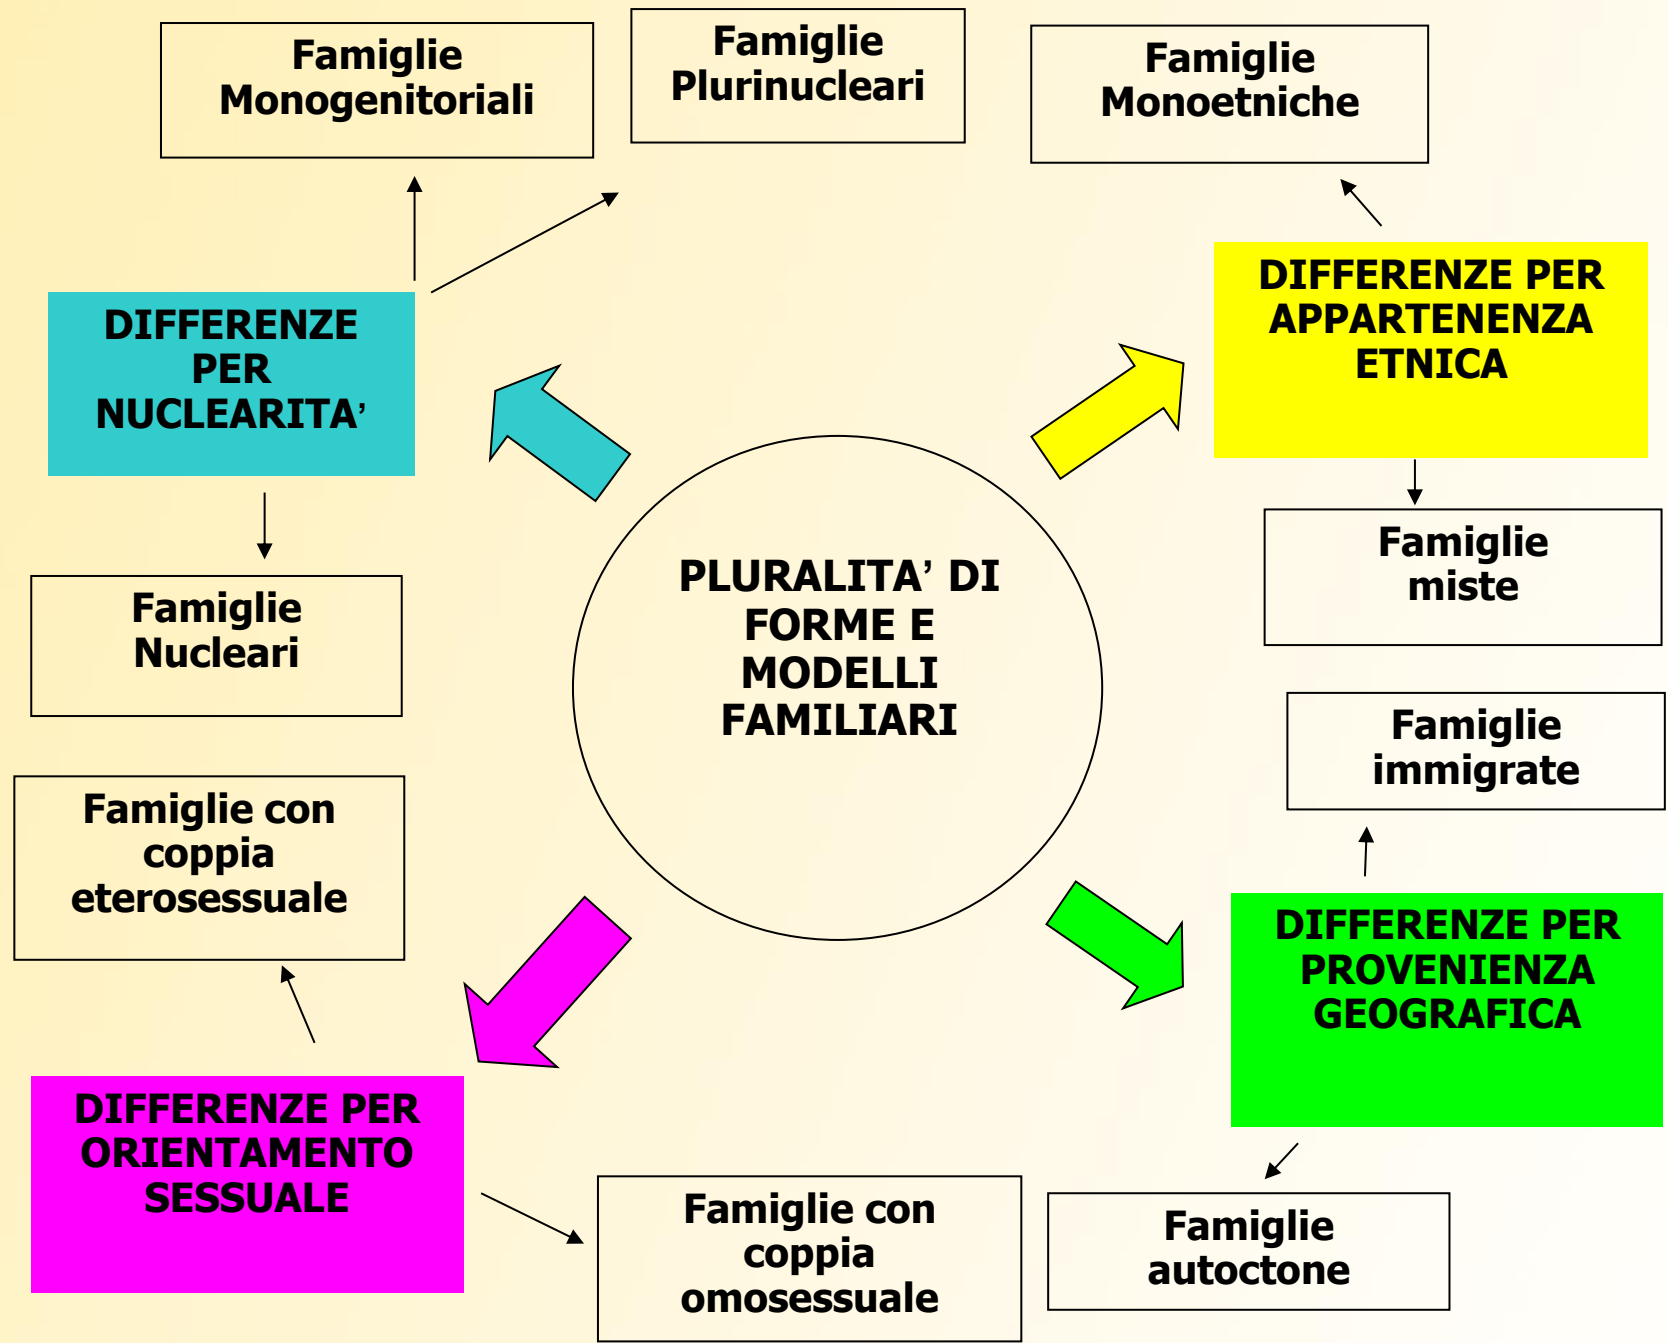 Famiglie
Monogenitoriali
Famiglie
Plurinucleari
Famiglie
Monoetniche
DIFFERENZE
PER
NUCLEARITA’
DIFFERENZE PER
APPARTENENZA
ETNICA
Famiglie
Nucleari
PLURALITA’ DI
FORME E
MODELLI
FAMILIARI
Famiglie
miste
Famiglie
immigrate
Famiglie con
coppia
eterosessuale
DIFFERENZE PER
PROVENIENZA
GEOGRAFICA
DIFFERENZE PER
ORIENTAMENTO
SESSUALE
Famiglie con
coppia
omosessuale
Famiglie
autoctone